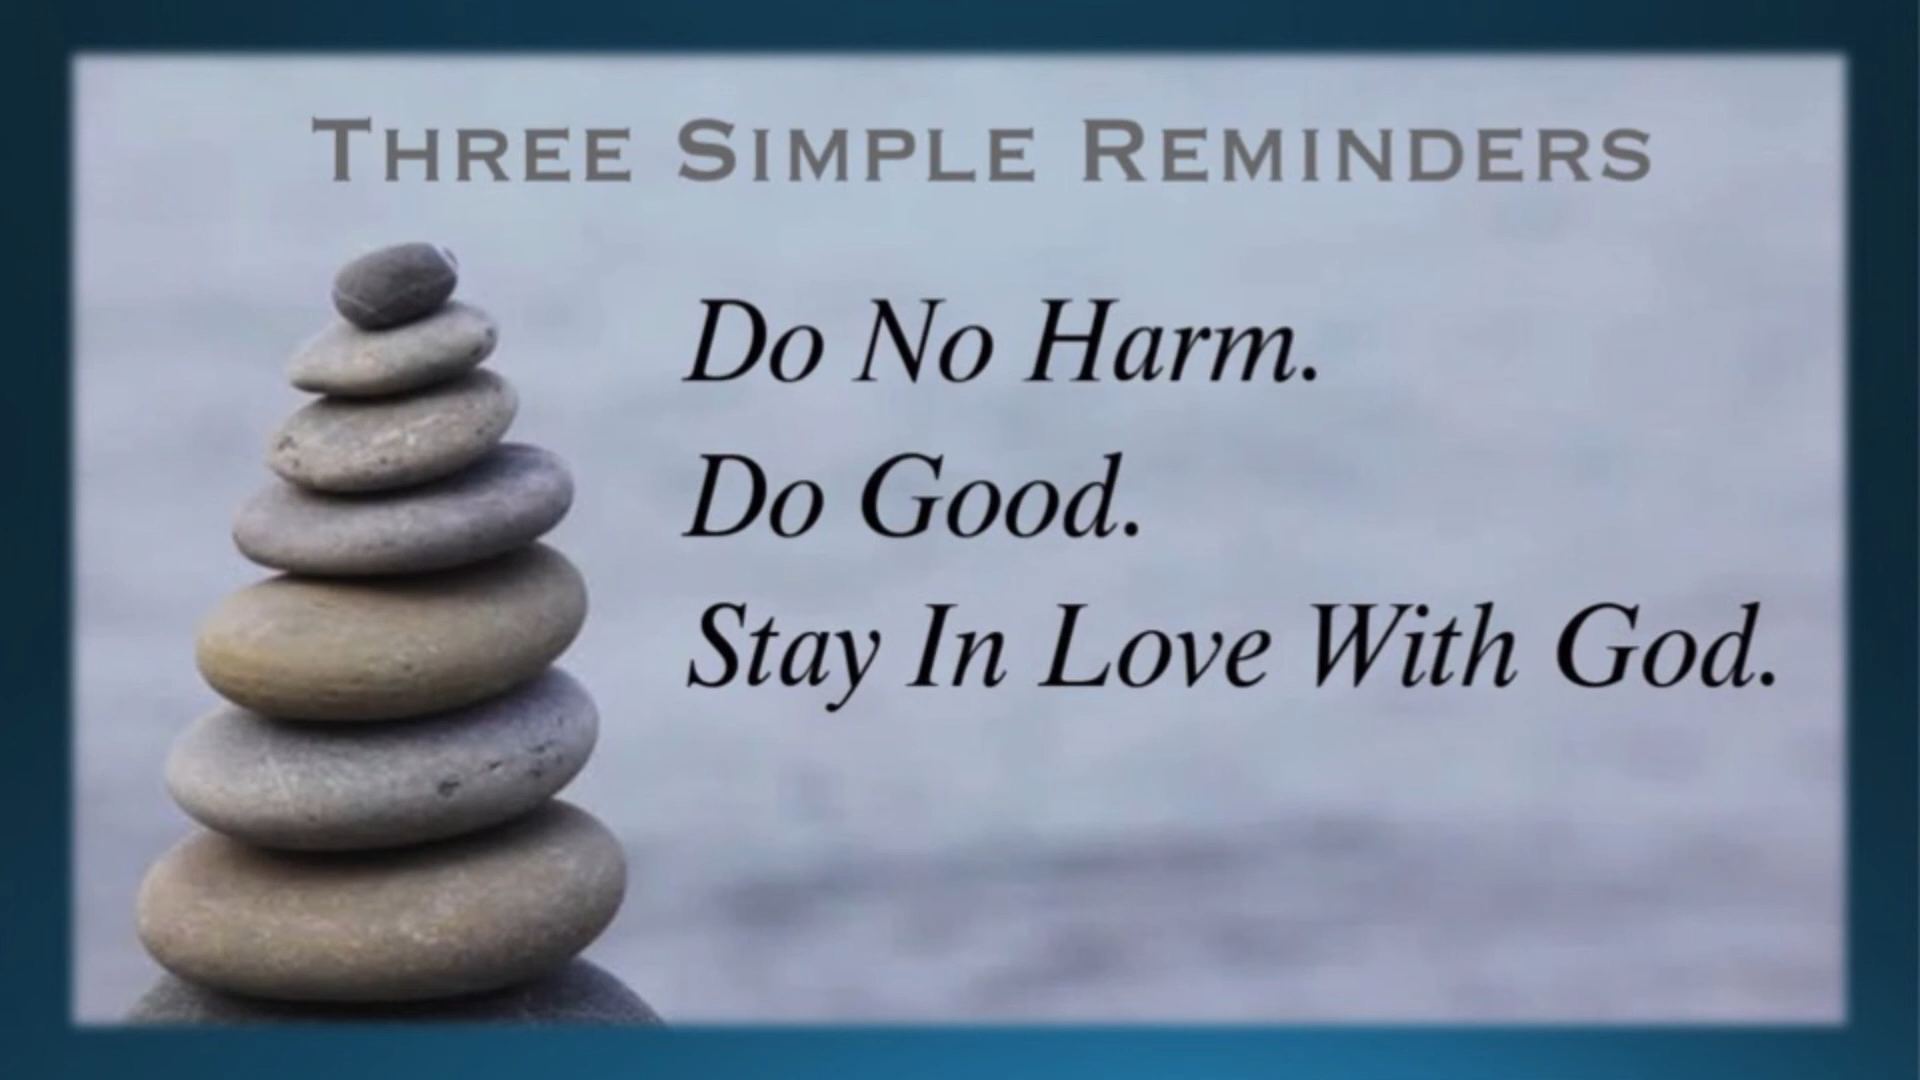 THREE SIMPLE REMINDERS
Do No Harm.
Do Good.
Stay In Love With God.